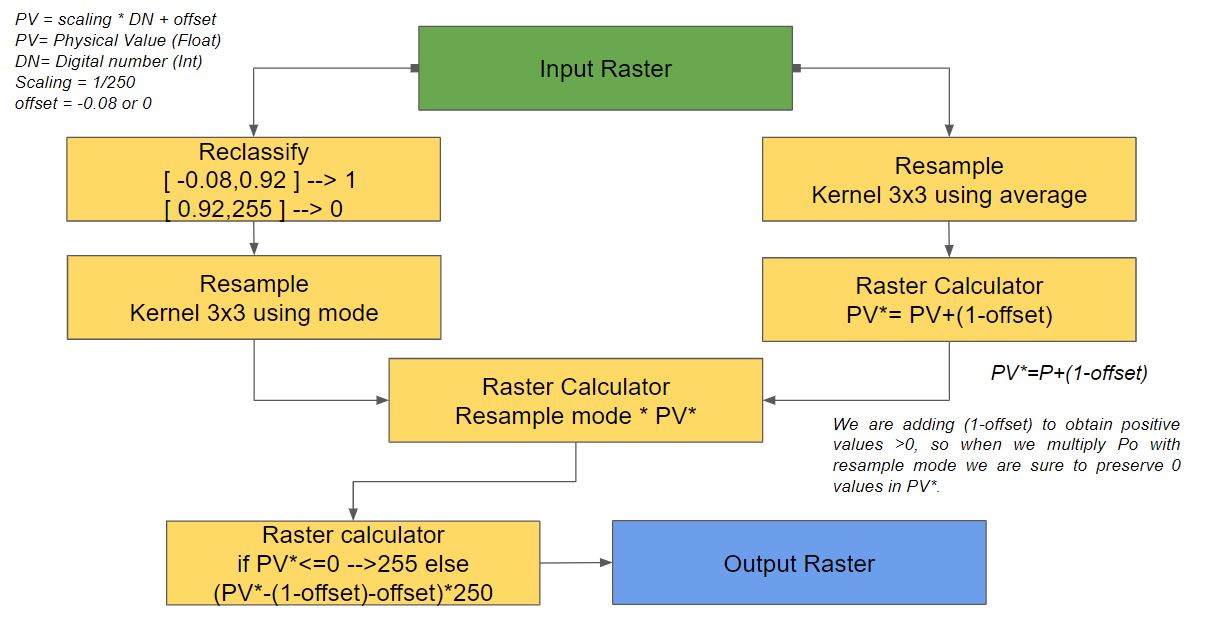 PV = scaling * DN + offset
PV= Physical Value (Float)
DN= Digital number (Int)
Scaling = 1/250
offset = -0.08 or 0
Input Raster
Reclassify
[ -0.08,0.92 ] --> 1
[ 0.92,255 ] --> 0
Resample
Kernel 3x3 using average
Resample
Kernel 3x3 using mode
Raster Calculator
PV*= PV+(1-offset)
PV*=P+(1-offset)
Raster Calculator
Resample mode * PV*
We are adding (1-offset) to obtain positive
values >0, so when we multiply Po with
resample mode we are sure to preserve 0
values in PV*.
Raster calculator
if PV*<=0 -->255 else
(PV*-(1-offset)-offset)*250
Output Raster